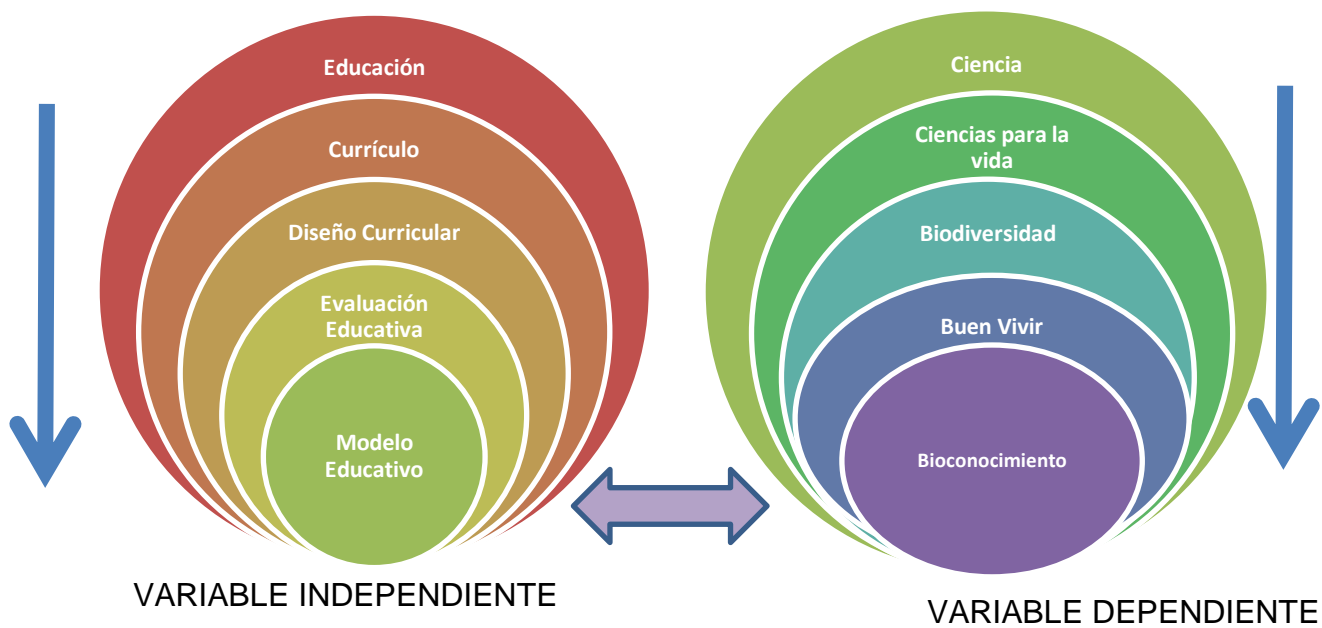 Educación
Currículo
Diseño Curricular
Evaluación
Educativa
Modelo
Educativo
VARIABLE INDEPENDIENTE
Ciencia
Ciencias para la
vida
Biodiversidad
Buen Vivir
Bioconocimiento
VARIABLE DEPENDIENTE